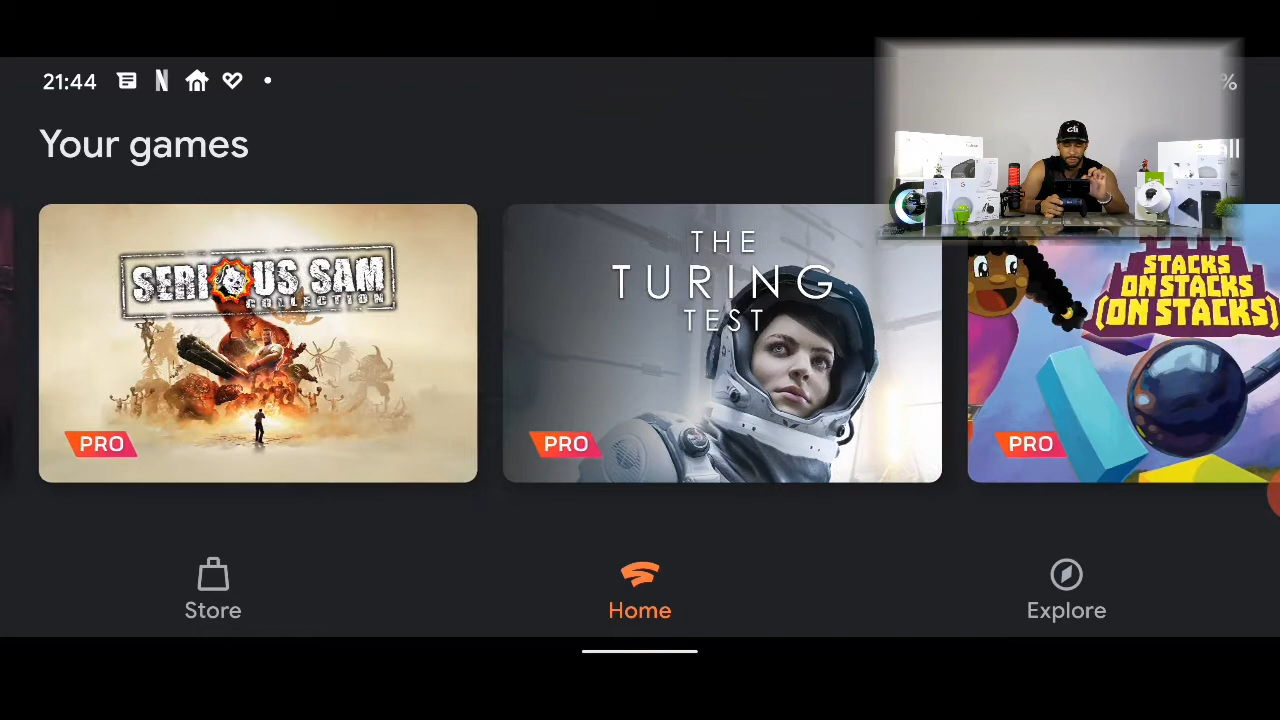 21:44
%
Your games
all
SERIOUS SAM
COLLECTION
PRO
THE
TURING
TEST
PRO
STACKS
ON STACKS
(ON STACKS)
PRO
Store
Home
Explore